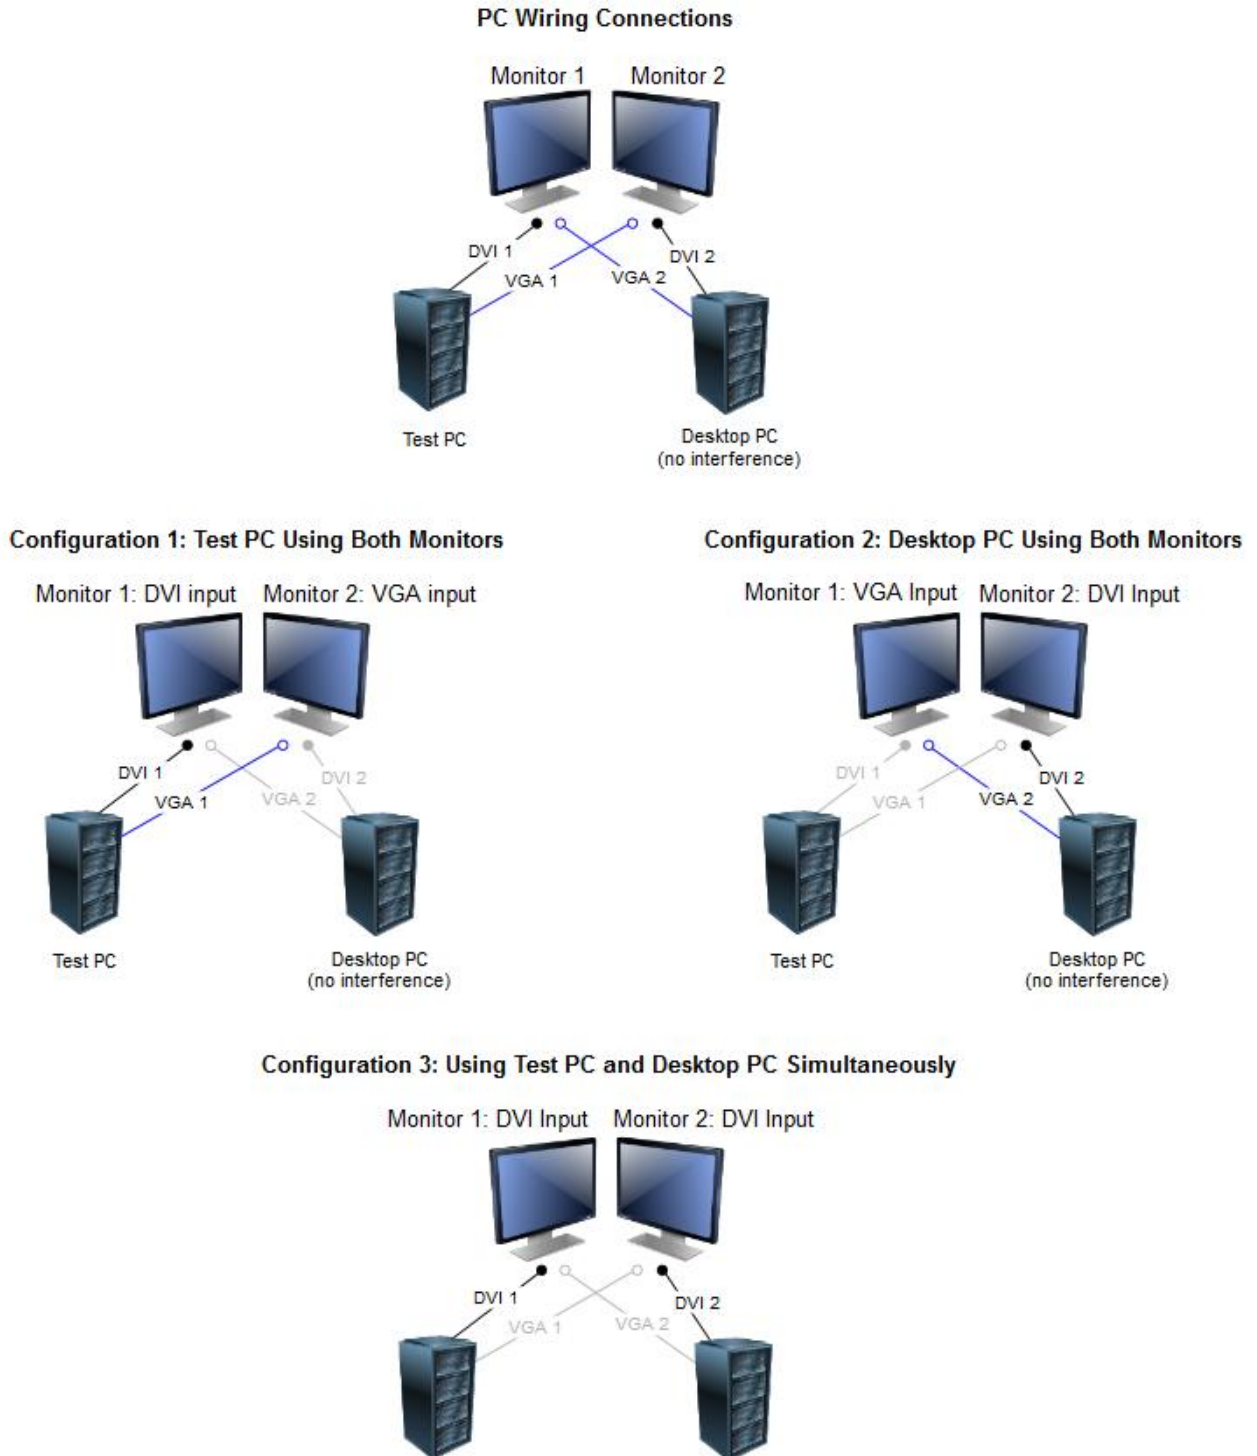 PC Wiring Connections
Monitor 1 Monitor 2
DVI 1 DVI 2
VGA 1 VGA 2
Test PC Desktop PC
(no interference)
Configuration 1: Test PC Using Both Monitors
Monitor 1: DVI input Monitor 2: VGA input
DVI 1 DVI 2
VGA 1 VGA 2
Test PC Desktop PC
(no interference)
Configuration 2: Desktop PC Using Both Monitors
Monitor 1: VGA Input Monitor 2: DVI Input
DVI 1 DVI 2
VGA 1 VGA 2
Test PC Desktop PC
(no interference)
Configuration 3: Using Test PC and Desktop PC Simultaneously
Monitor 1: DVI Input Monitor 2: DVI Input
DVI 1 DVI 2
VGA 1 VGA 2